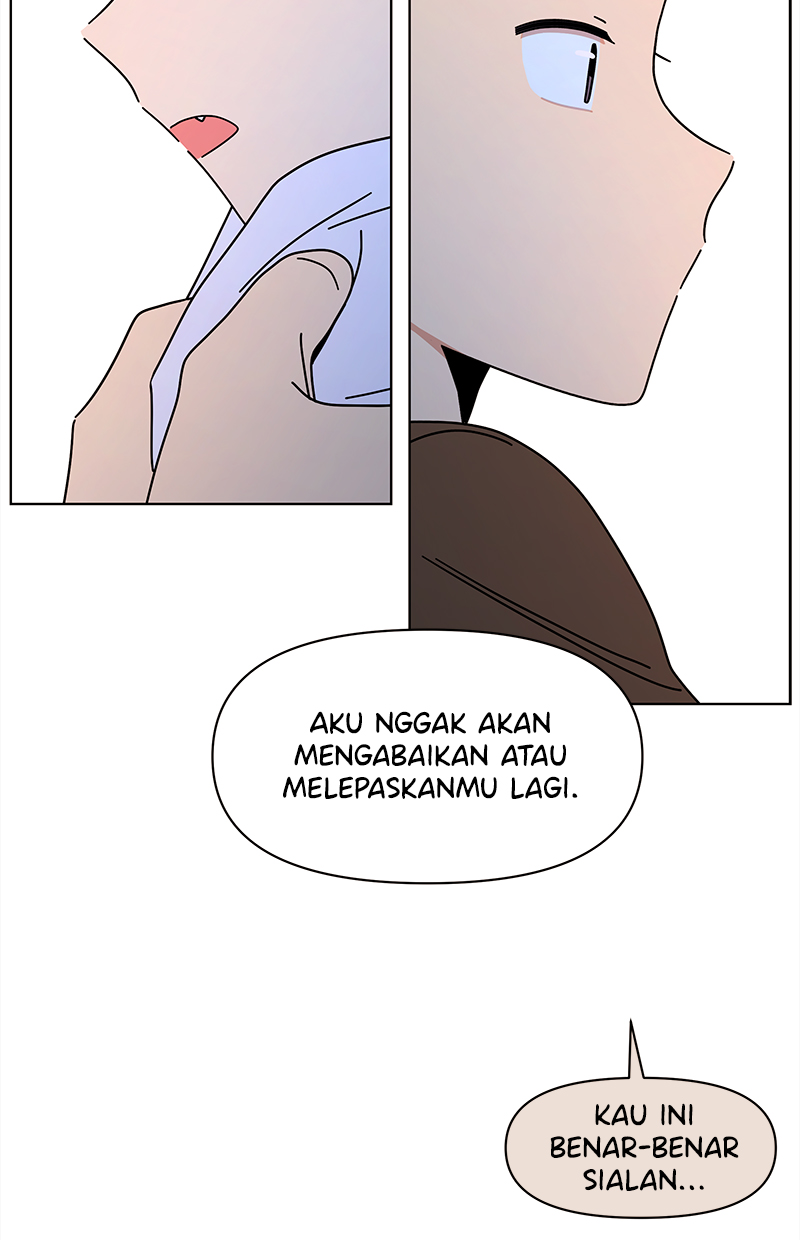 AKU NGGAK AKAN
MENGABAIKAN ATAU
MELEPASKANMU LAGI.
KAU INI
BENAR-BENAR
SIALAN...